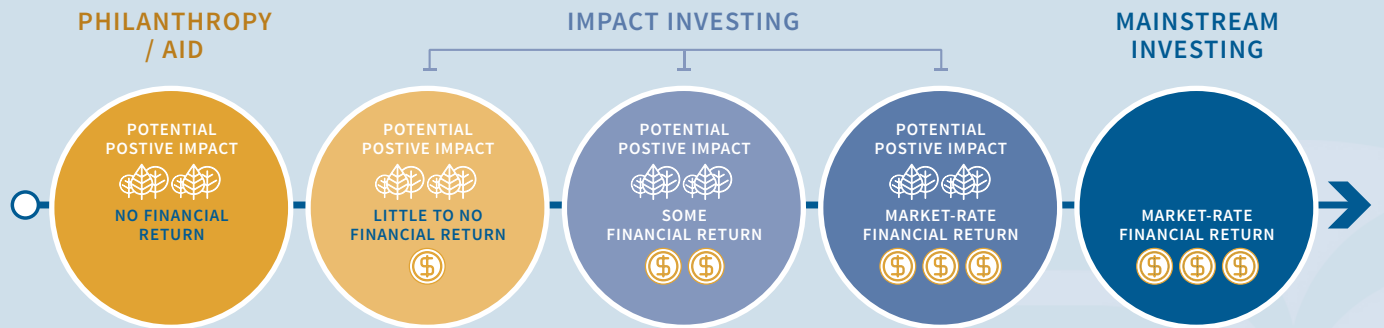 PHILANTHROPY
/ AID
IMPACT INVESTING
MAINSTREAM
INVESTING
POTENTIAL
POSTIVE IMPACT
NO FINANCIAL
RETURN
POTENTIAL
POSTIVE IMPACT
LITTLE TO NO
FINANCIAL RETURN
$
POTENTIAL
POSTIVE IMPACT
SOME
FINANCIAL RETURN
$ $
POTENTIAL
POSTIVE IMPACT
MARKET-RATE
FINANCIAL RETURN
$ $ $
MARKET-RATE
FINANCIAL RETURN
$ $ $